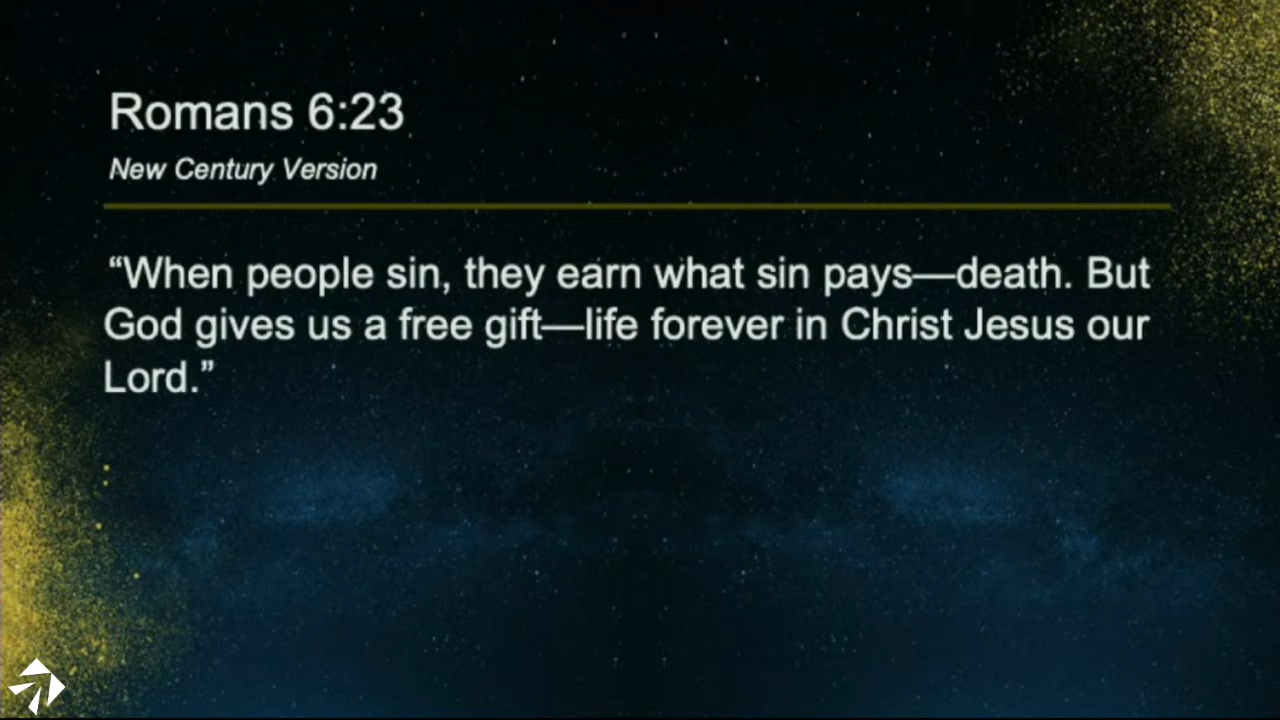 Romans 6:23
New Century Version
“When people sin, they earn what sin pays—death. But
God gives us a free gift—life forever in Christ Jesus our
Lord.”